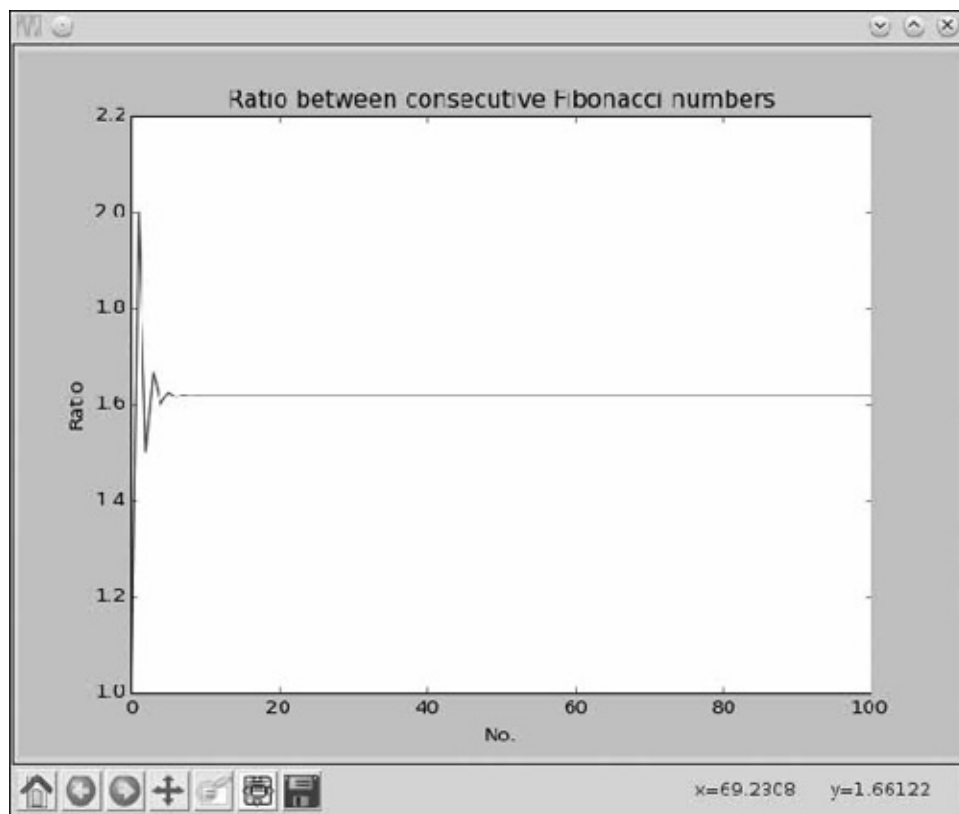 Ratio between consecutive Fibonacci numbers
2.2
2.0
1.8
1.6
1.4
1.2
1.0
Ratio
0 20 40 60 80 100
No.
x=69.2308 y=1.66122